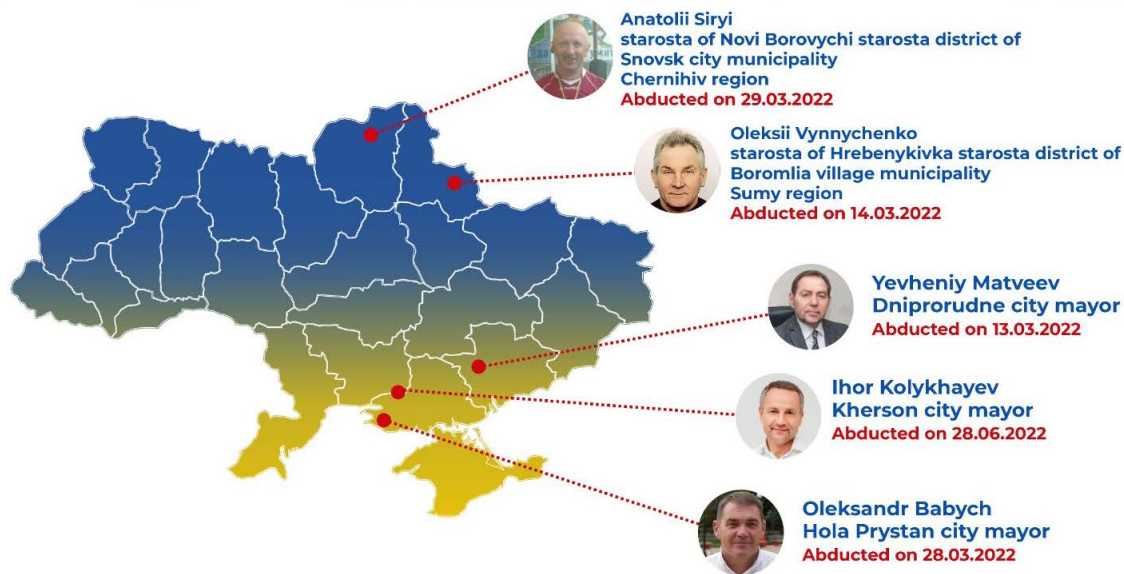 Anatolii Siryi
starosta of Novi Borovychi starosta district of
Snovsk city municipality
Chernihiv region
Abducted on 29.03.2022
Oleksii Vynnychenko
starosta of Hrebenykivka starosta district of
Boromlia village municipality
Sumy region
Abducted on 14.03.2022
Yevheniy Matveev
Dniprorudne city mayor
Abducted on 13.03.2022
Ihor Kolykhayev
Kherson city mayor
Abducted on 28.06.2022
Oleksandr Babych
Hola Prystan city mayor
Abducted on 28.03.2022